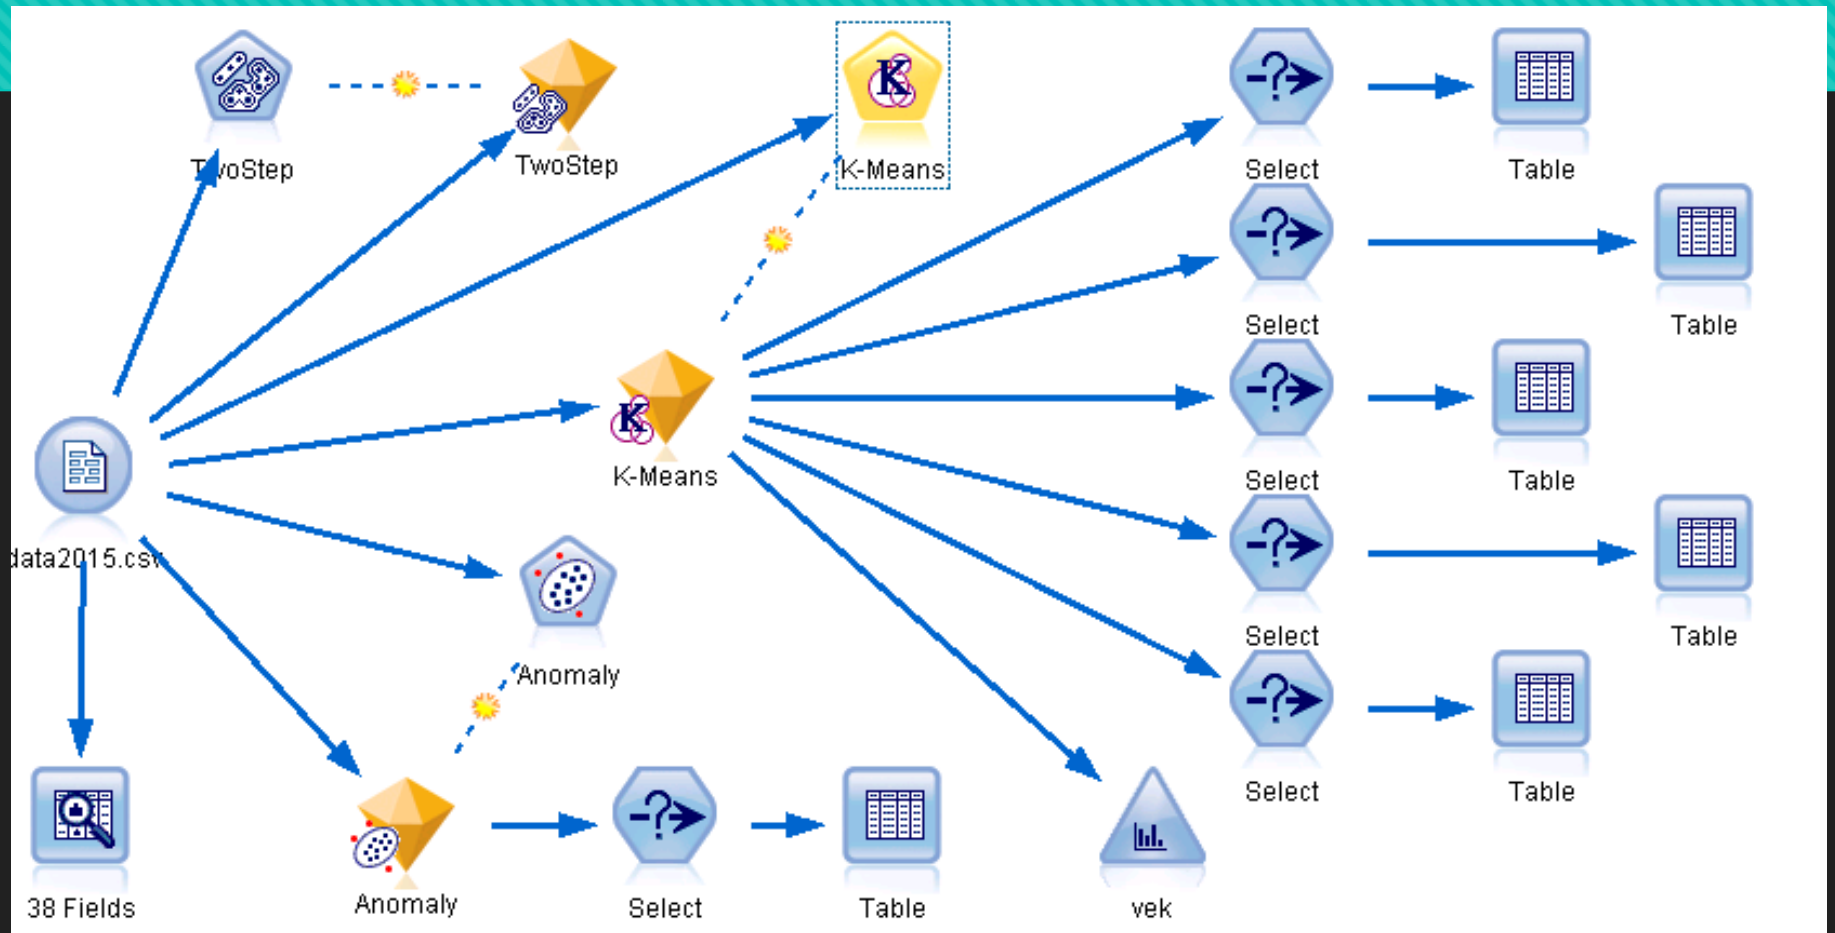 TwoStep
TwoStep
K-Means
Select
Table
Select
Table
K-Means
Select
Table
data2015.csv
Anomaly
Select
Table
38 Fields
Anomaly
Select
Table
vek
Select
Table